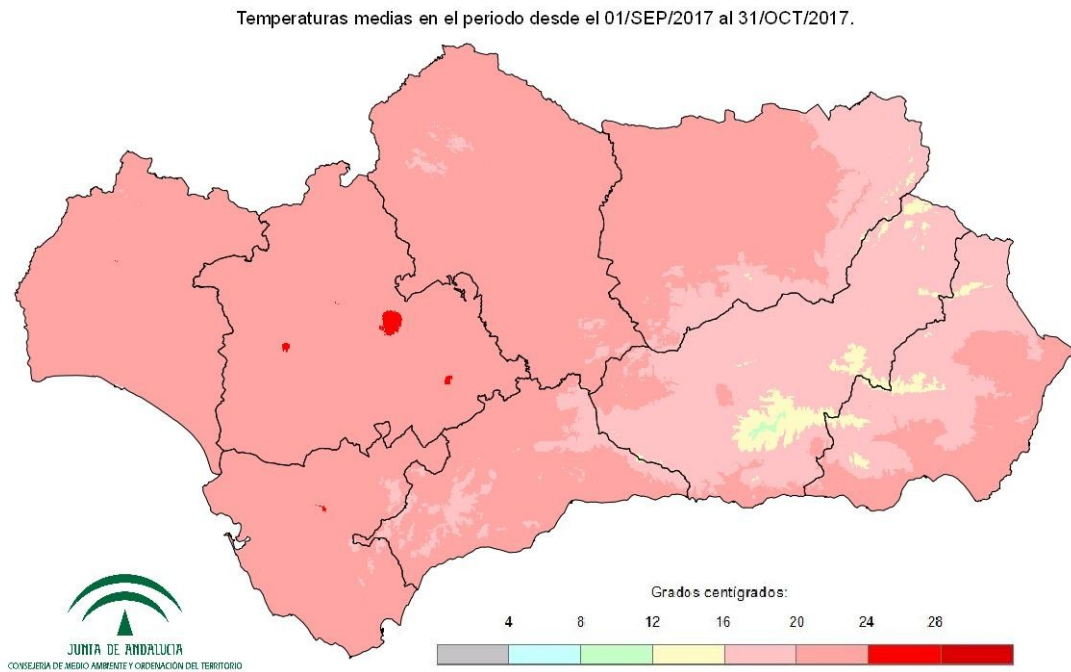 Temperaturas medias en el periodo desde el 01/SEP/2017 al 31/OCT/2017.
Grados centígrados:
4 8 12 16 20 24 28
JUNTA DE ANDALUCIA
CONSEJERIA DE MEDIO AMBIENTE Y ORDENACIÓN DEL TERRITORIO